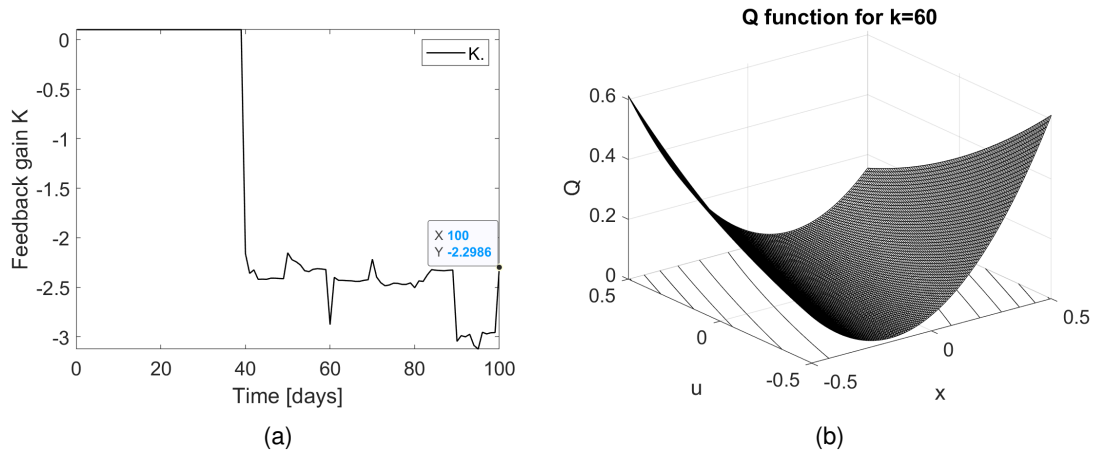 Feedback gain K
0
-0.5
-1
-1.5
-2
-2.5
-3
K.
X 100
Y -2.2986
0 20 40 60 80 100
Time [days]
(a)
Q function for k=60
Q
0.6
0.4
0.2
0
0.5
0
-0.5
u
-0.5
0
0.5
x
(b)